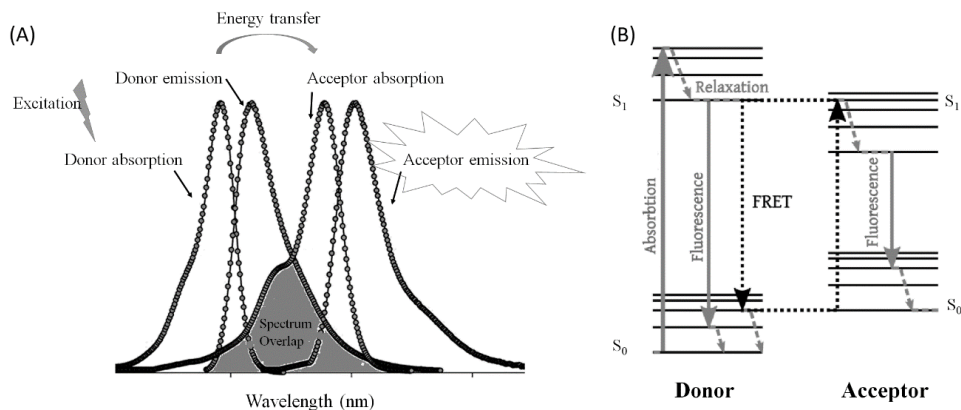 (A)
Energy transfer
Donor emission
Acceptor absorption
Excitation
Donor absorption
Acceptor emission
Spectrum
Overlap
Wavelength (nm)
(B)
S1
Relaxation
S1
Absorbtion
Fluorescence
FRET
Fluorescence
S0
S0
Donor
Acceptor